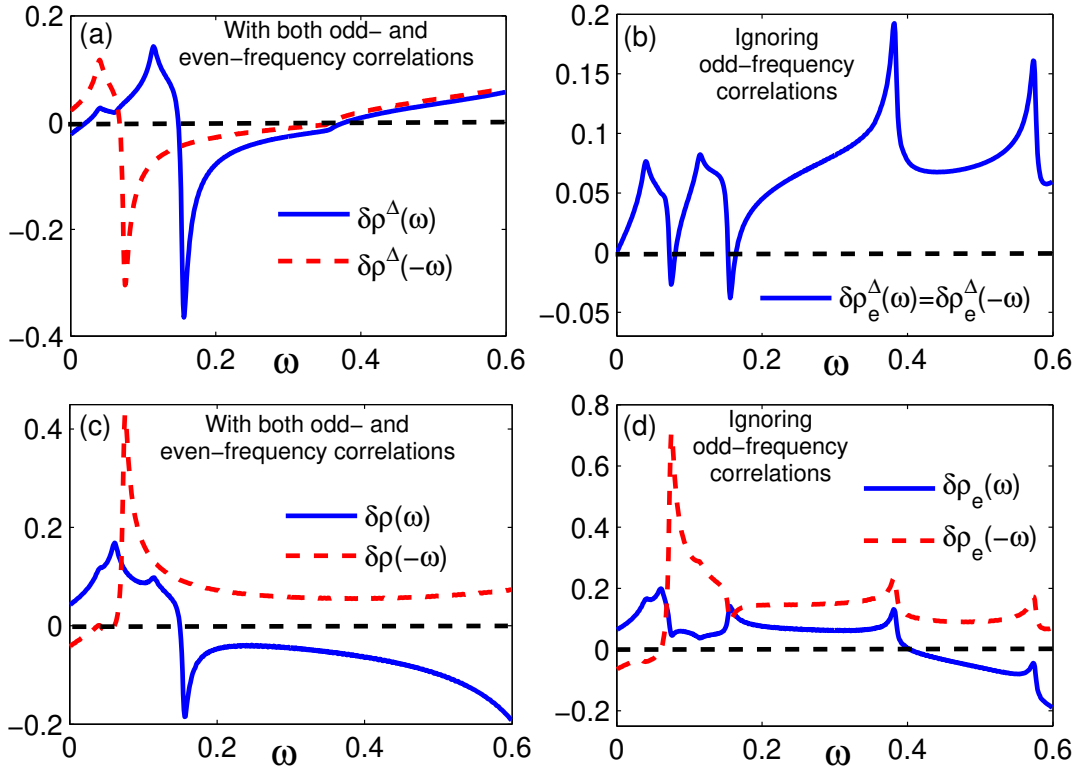 (a)
With both odd− and
even−frequency correlations
0.2
0
−0.2
−0.4
δρ^Δ(ω)
δρ^Δ(−ω)
0
0.2
ω
0.4
0.6
(b)
Ignoring
odd−frequency
correlations
0.20
0.15
0.10
0.05
0
−0.05
δρ_e^Δ(ω)=δρ_e^Δ(−ω)
0
0.2
ω
0.4
0.6
(c)
With both odd− and
even−frequency correlations
0.4
0.2
0
−0.2
δρ(ω)
δρ(−ω)
0
0.2
ω
0.4
0.6
(d)
Ignoring
odd−frequency
correlations
0.8
0.6
0.4
0.2
0
−0.2
δρ_e(ω)
δρ_e(−ω)
0
0.2
ω
0.4
0.6